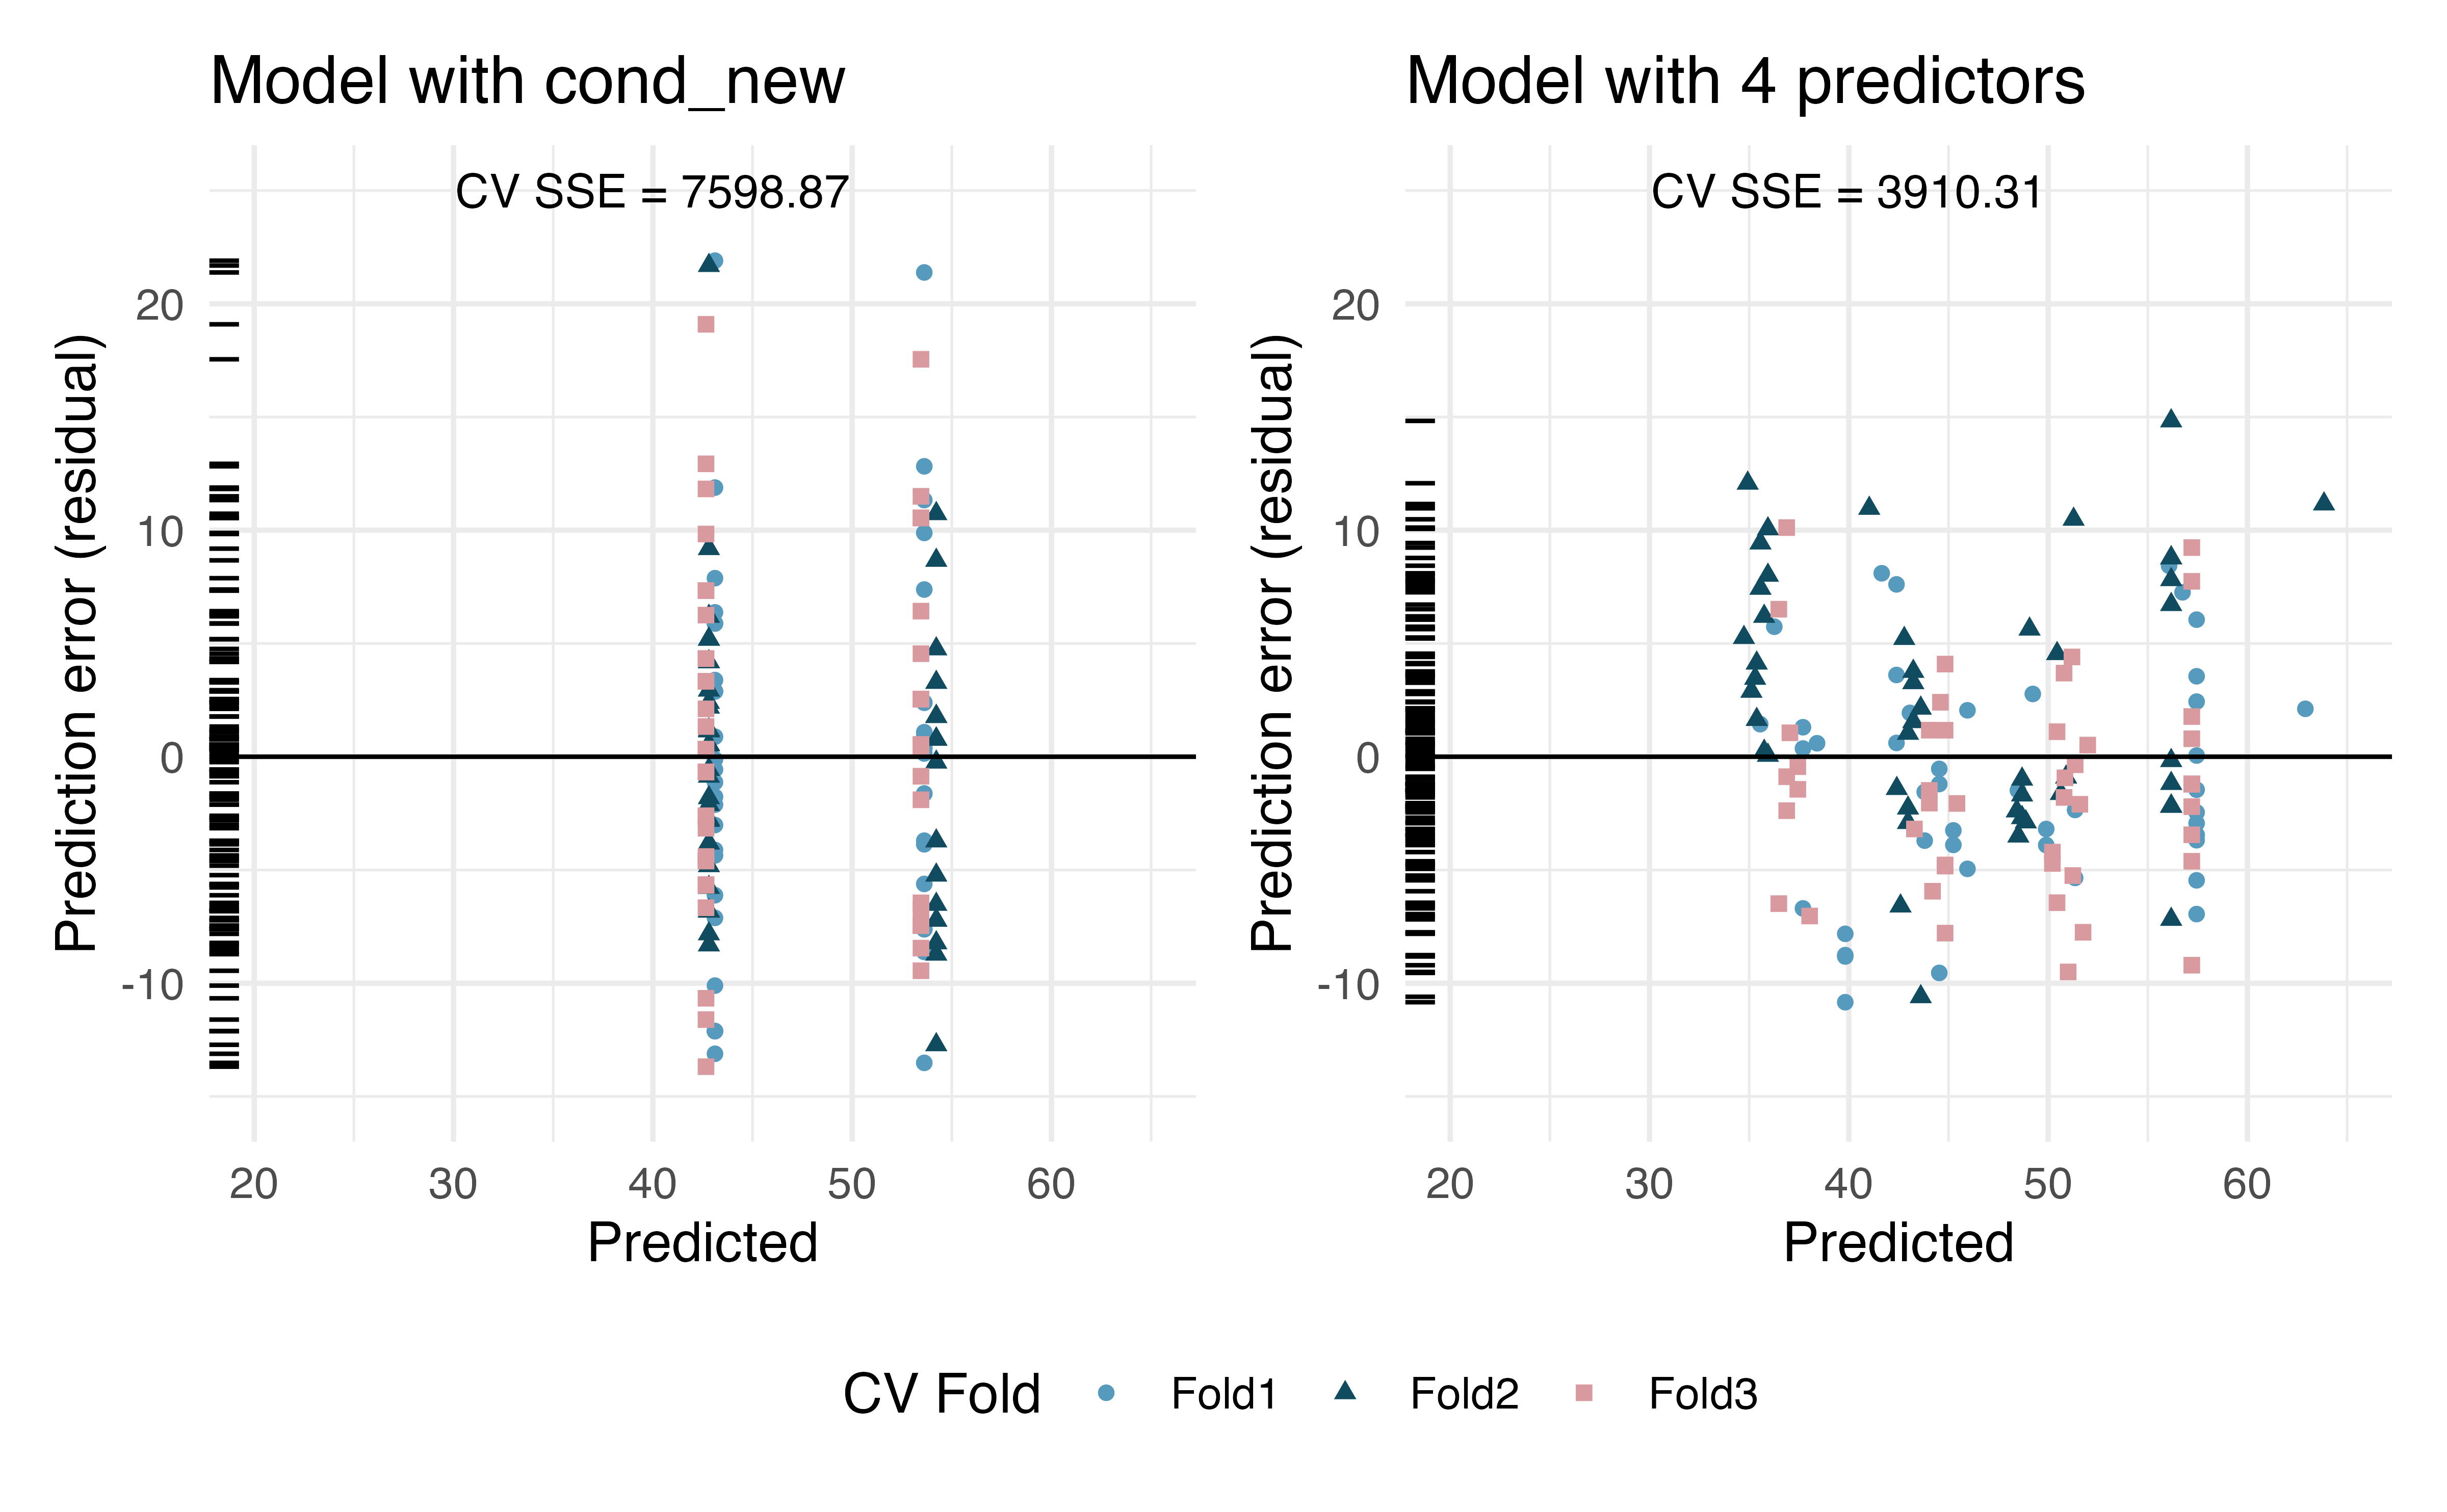 Model with cond_new
CV SSE = 7598.87
20
10
0
-10
Prediction error (residual)
20 30 40 50 60
Predicted
Model with 4 predictors
CV SSE = 3910.31
20
10
0
-10
Prediction error (residual)
20 30 40 50 60
Predicted
CV Fold Fold1 Fold2 Fold3